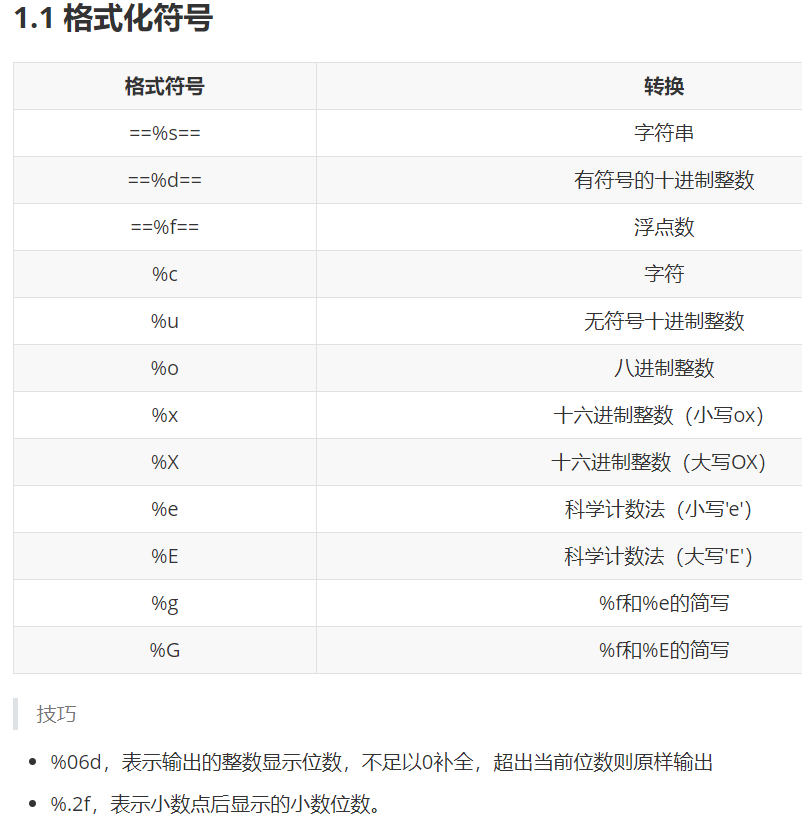 1.1 格式化符号
格式符号 转换
==%s== 字符串
==%d== 有符号的十进制整数
==%f== 浮点数
%c 字符
%u 无符号十进制整数
%o 八进制整数
%x 十六进制整数（小写ox）
%X 十六进制整数（大写OX）
%e 科学计数法（小写'e'）
%E 科学计数法（大写'E'）
%g %f和%e的简写
%G %f和%E的简写
技巧
• %06d，表示输出的整数显示位数，不足以0补全，超出当前位数则原样输出
• %.2f，表示小数点后显示的小数位数。